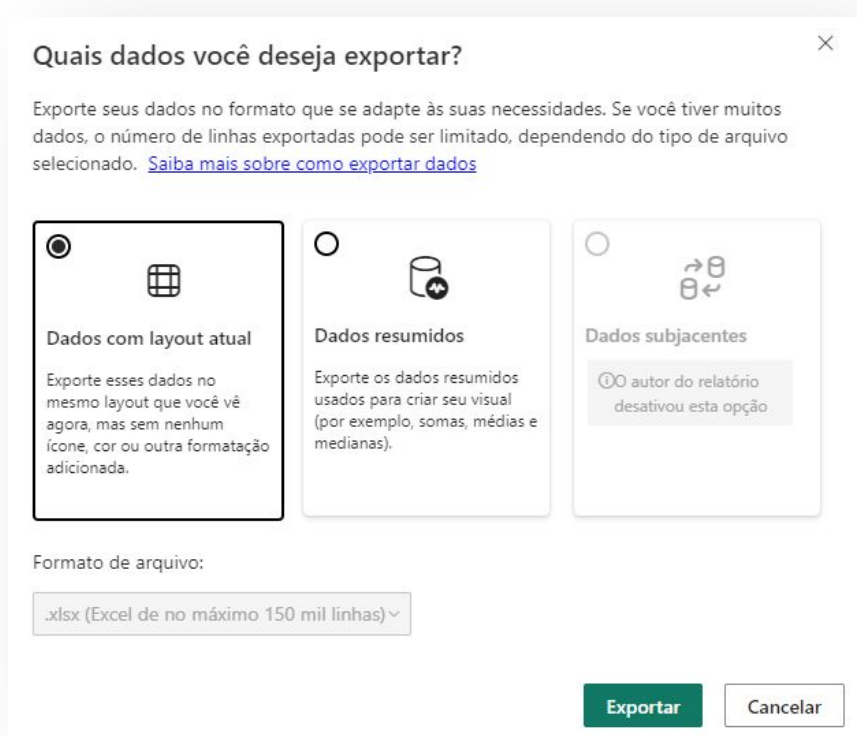 Quais dados você deseja exportar?
Exporte seus dados no formato que se adapte às suas necessidades. Se você tiver muitos
dados, o número de linhas exportadas pode ser limitado, dependendo do tipo de arquivo
selecionado. Saiba mais sobre como exportar dados
Dados com layout atual
Exporte esses dados no
mesmo layout que você vê
agora, mas sem nenhum
ícone, cor ou outra formatação
adicionada.
Dados resumidos
Exporte os dados resumidos
usados para criar seu visual
(por exemplo, somas, médias e
medianas).
Dados subjacentes
O autor do relatório
desativou esta opção
Formato de arquivo:
.xlsx (Excel de no máximo 150 mil linhas)
Exportar
Cancelar